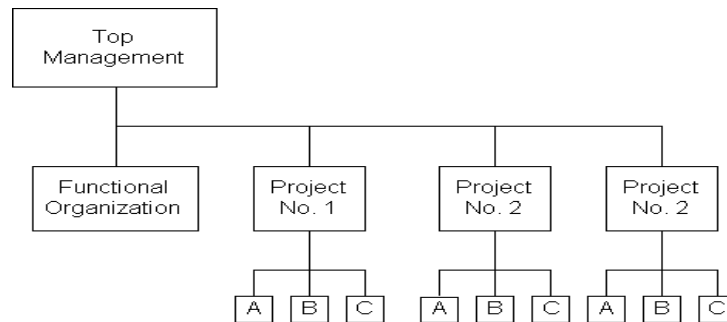 Top
Management
Functional
Organization
Project
No. 1
Project
No. 2
Project
No. 2
A B C A B C A B C